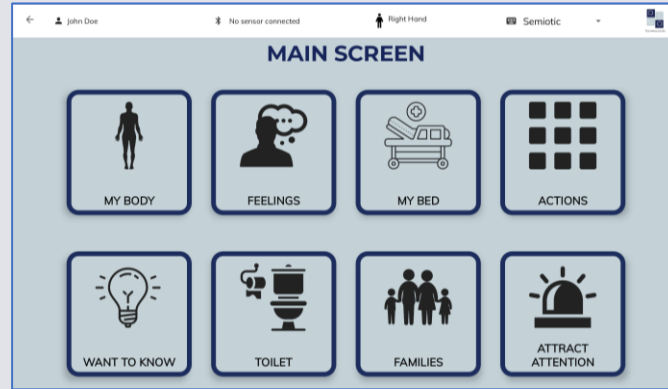 John Doe
No sensor connected
Right Hand
Semiotic
MAIN SCREEN
MY BODY
FEELINGS
MY BED
ACTIONS
WANT TO KNOW
TOILET
FAMILIES
ATTRACT
ATTENTION